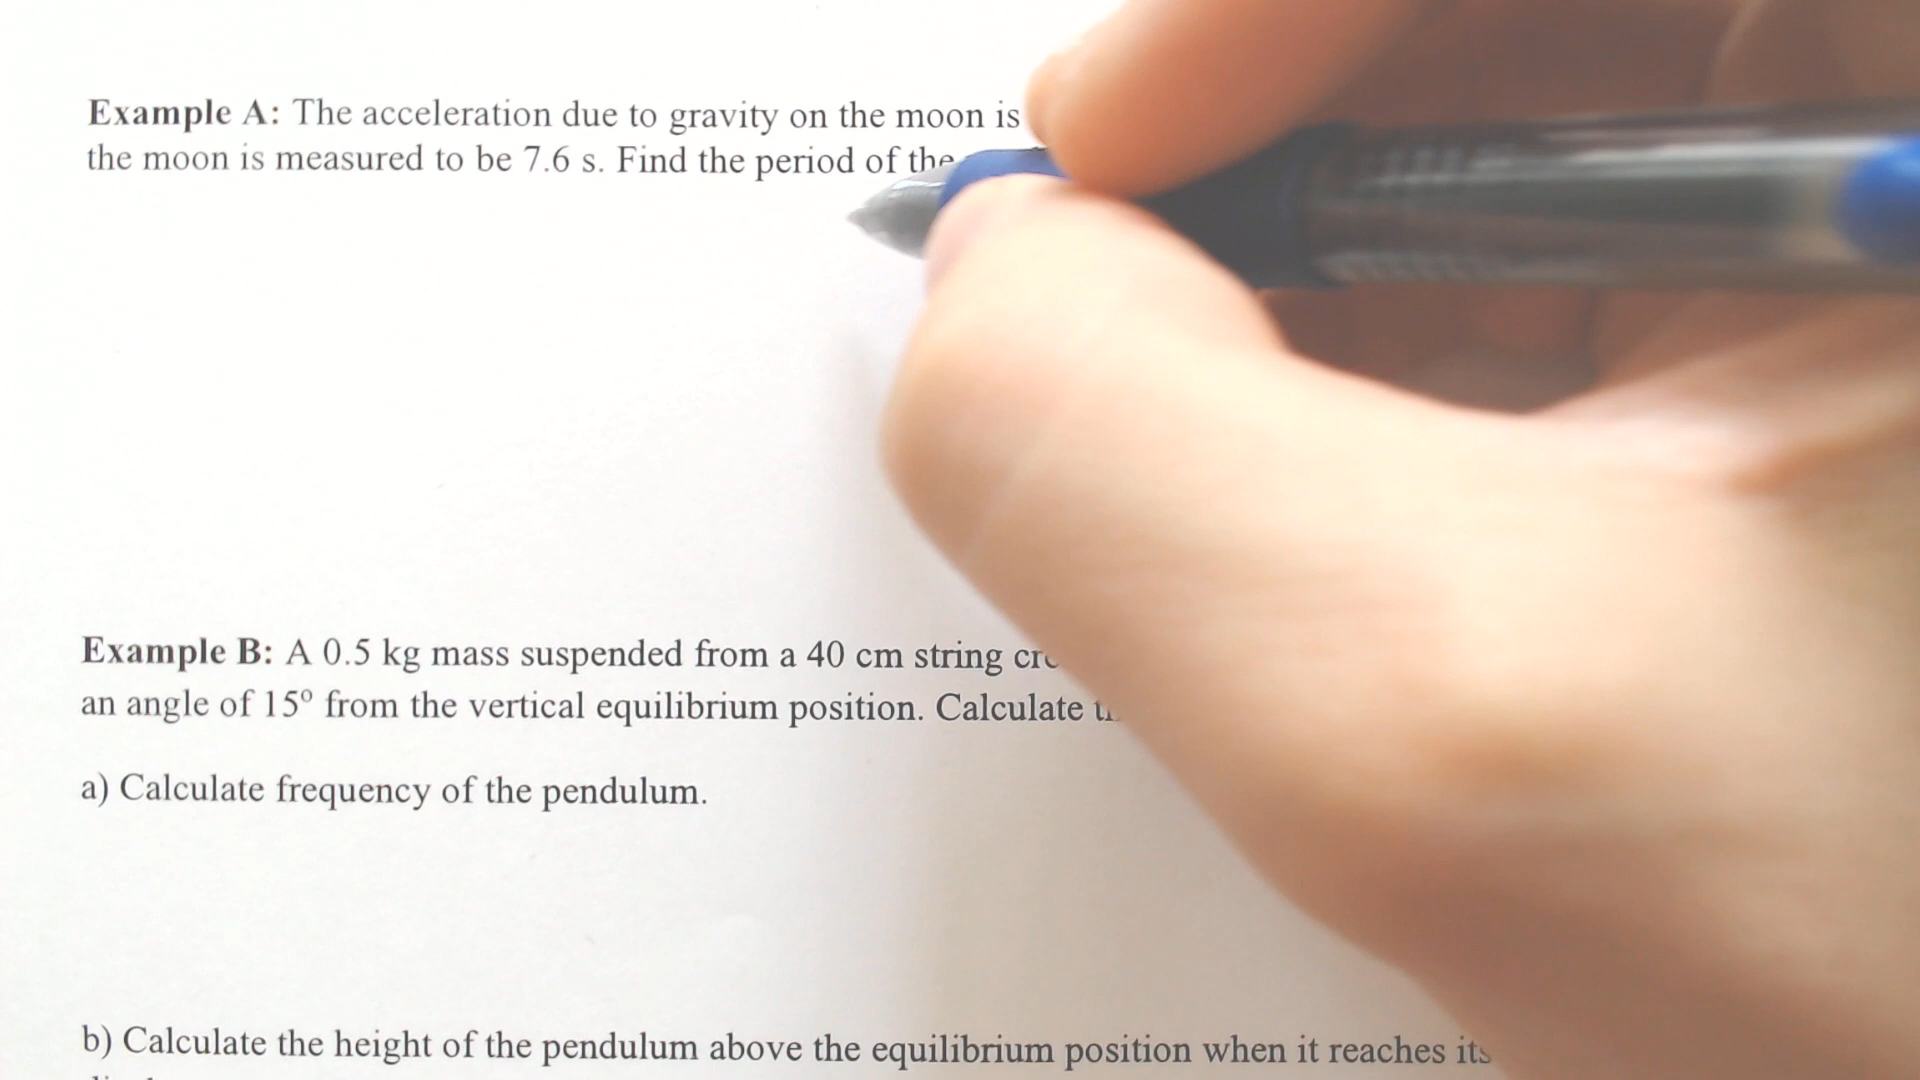 Example A: The acceleration due to gravity on the moon is
the moon is measured to be 7.6 s. Find the period of the
Example B: A 0.5 kg mass suspended from a 40 cm string
an angle of 15º from the vertical equilibrium position. Calculate
a) Calculate frequency of the pendulum.
b) Calculate the height of the pendulum above the equilibrium position when it reaches its